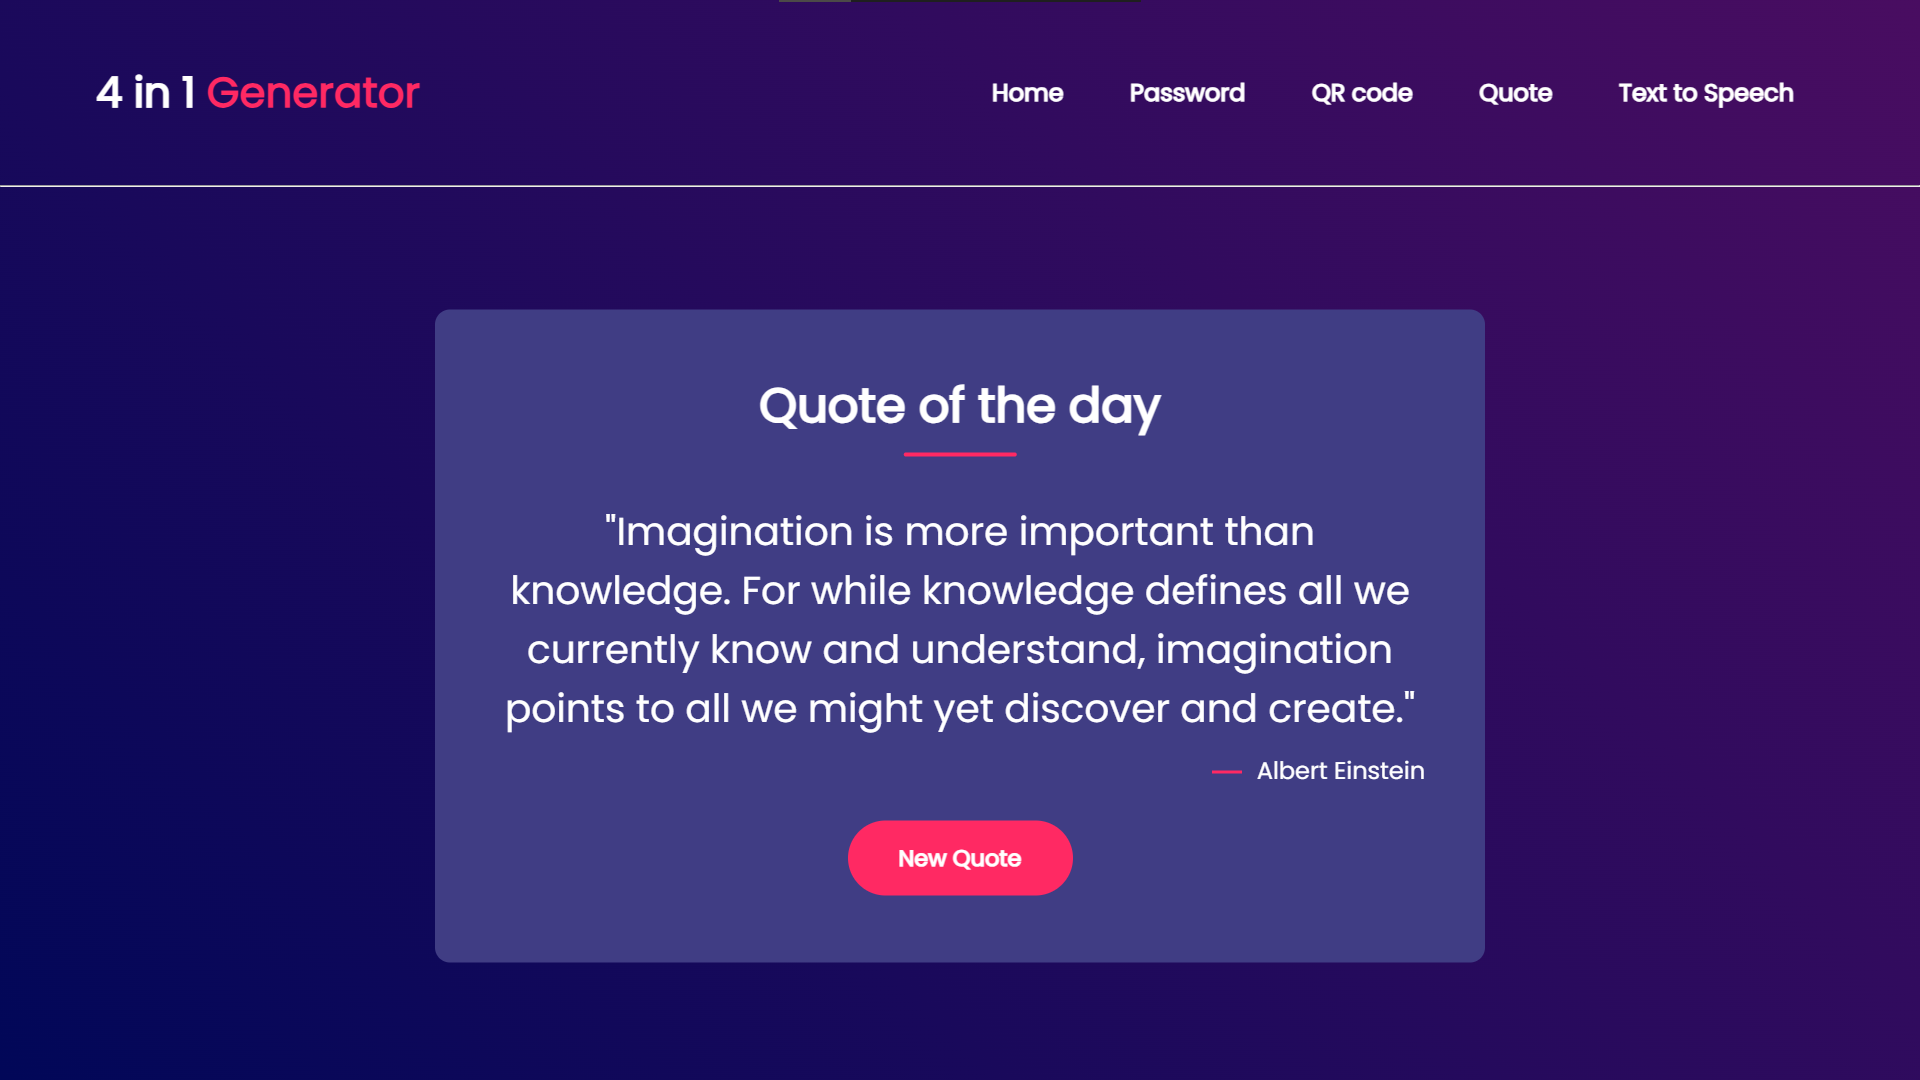 4 in 1 Generator
Home Password QR code Quote Text to Speech
Quote of the day
"Imagination is more important than
knowledge. For while knowledge defines all we
currently know and understand, imagination
points to all we might yet discover and create."
Albert Einstein
New Quote